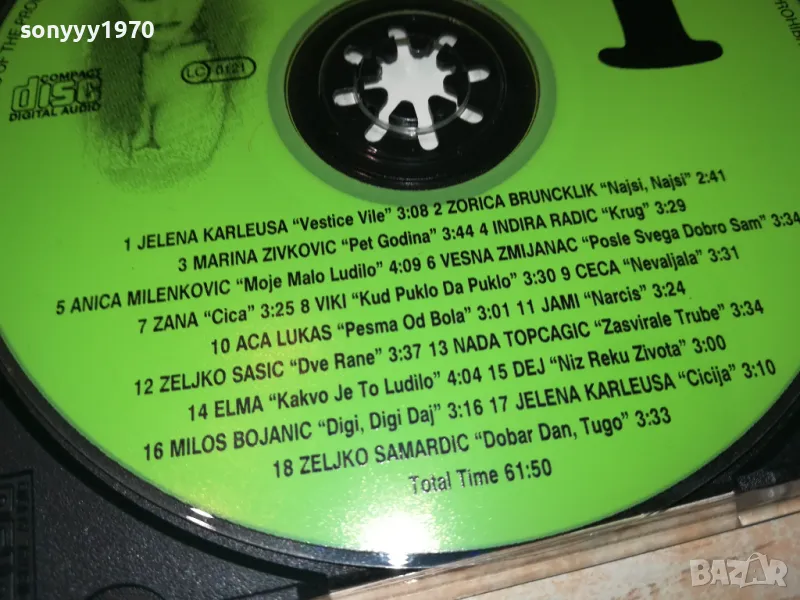 sonyyy1970
OF THE PRO
PROHIBI
COMPACT
disc
DIGITAL AUDIO
LC 0121
1
1 JELENA KARLEUSA “Vestice Vile” 3:08 2 ZORICA BRUNCKLIK “Najsi, Najsi” 2:41
3 MARINA ZIVKOVIC “Pet Godina” 3:44 4 INDIRA RADIC “Krug” 3:29
5 ANICA MILENKOVIC “Moje Malo Ludilo” 4:09 6 VESNA ZMIJANAC “Posle Svega Dobro Sam” 3:34
7 ZANA “Cica” 3:25 8 VIKI “Kud Puklo Da Puklo” 3:30 9 CECA “Nevaljala” 3:31
10 ACA LUKAS “Pesma Od Bola” 3:01 11 JAMI “Narcis” 3:24
12 ZELJKO SASIC “Dve Rane” 3:37 13 NADA TOPCAGIC “Zasvirale Trube” 3:34
14 ELMA “Kakvo Je To Ludilo” 4:04 15 DEJ “Niz Reku Zivota” 3:00
16 MILOS BOJANIC “Digi, Digi Daj” 3:16 17 JELENA KARLEUSA “Cicija” 3:10
18 ZELJKO SAMARDIC “Dobar Dan, Tugo” 3:33
Total Time 61:50
BAZAR